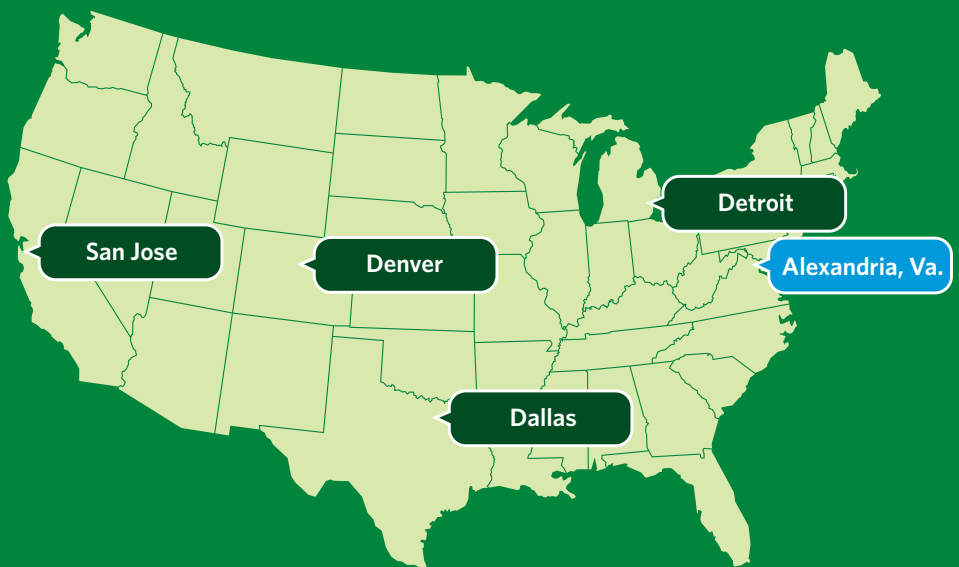 Detroit
San Jose
Denver
Alexandria, Va.
Dallas